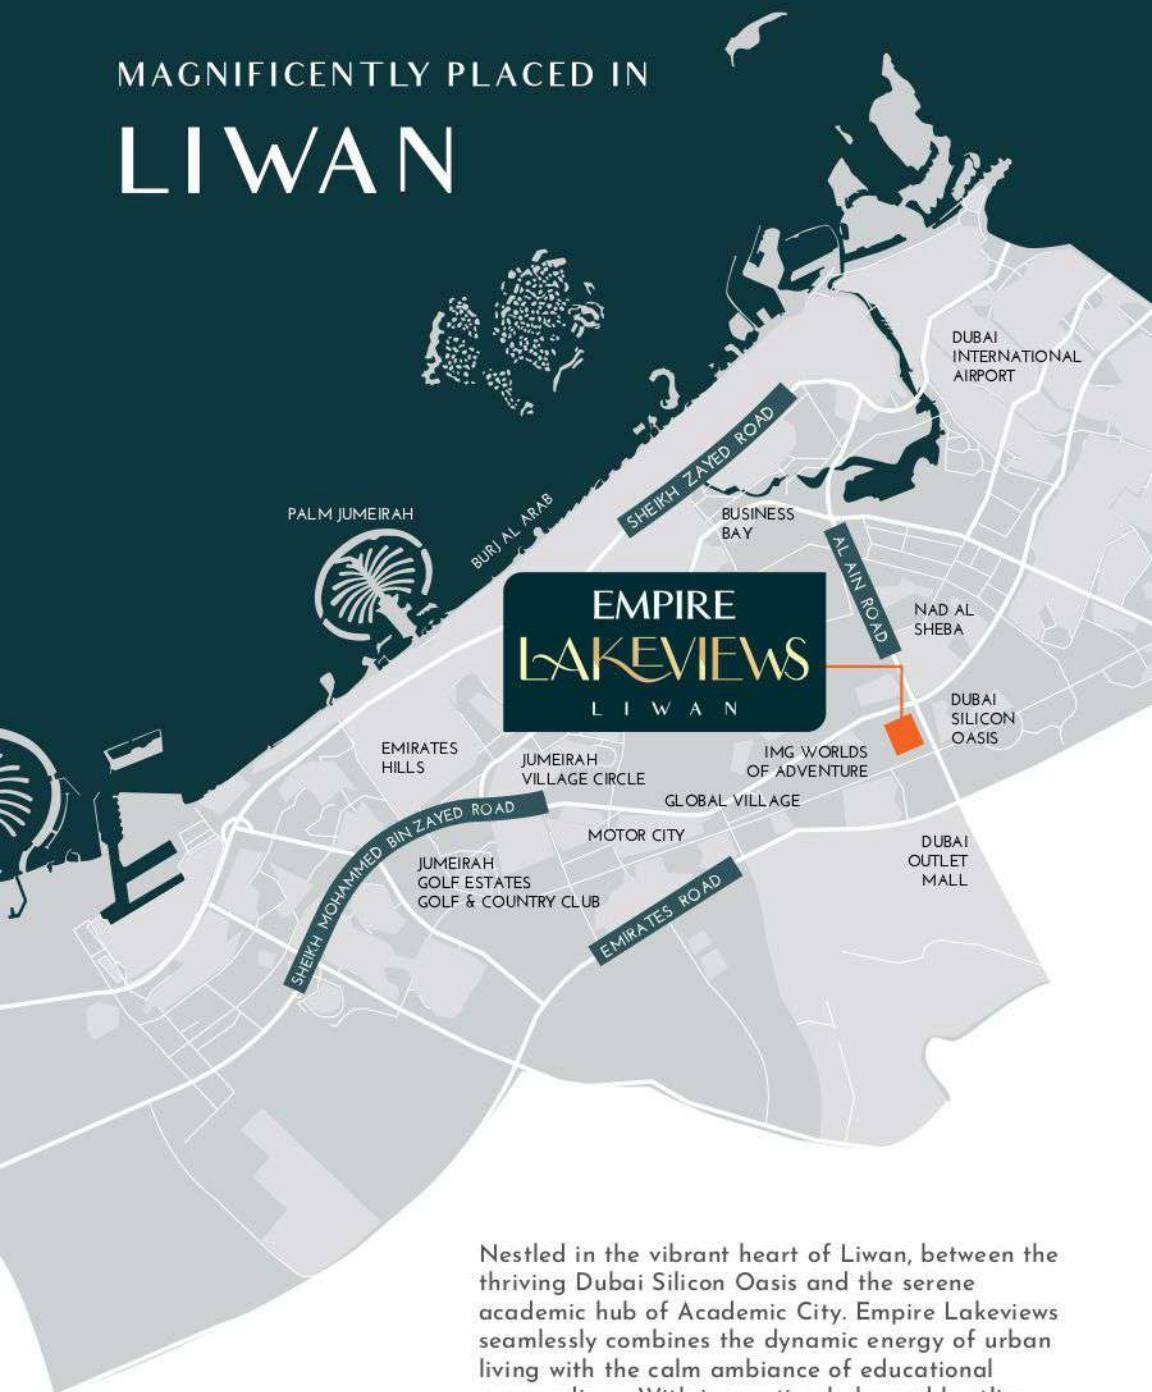 MAGNIFICENTLY PLACED IN
LIWAN
DUBAI
INTERNATIONAL
AIRPORT
SHEIKH ZAYED ROAD
PALM JUMEIRAH
BURJ AL ARAB
BUSINESS
BAY
AL AIN ROAD
EMPIRE
LAKEVIEWS
LIWAN
NAD AL
SHEBA
DUBAI
SILICON
OASIS
EMIRATES
HILLS
JUMEIRAH
VILLAGE CIRCLE
IMG WORLDS
OF ADVENTURE
GLOBAL VILLAGE
SHEIKH MOHAMMED BIN ZAYED ROAD
MOTOR CITY
DUBAI
OUTLET
MALL
JUMEIRAH
GOLF ESTATES
GOLF & COUNTRY CLUB
EMIRATES ROAD
Nestled in the vibrant heart of Liwan, between the
thriving Dubai Silicon Oasis and the serene
academic hub of Academic City. Empire Lakeviews
seamlessly combines the dynamic energy of urban
living with the calm ambiance of educational